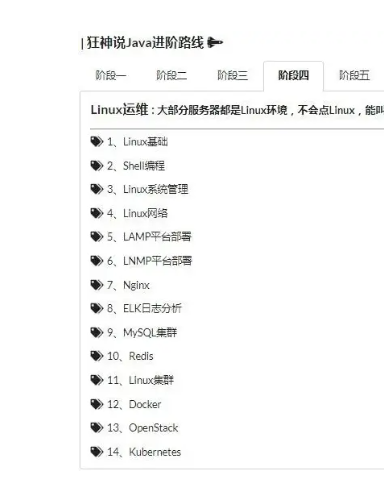 | 狂神说Java进阶路线
阶段一 阶段二 阶段三 阶段四 阶段五
Linux运维：大部分服务器都是Linux环境，不会点Linux，能叫
1、Linux基础
2、Shell编程
3、Linux系统管理
4、Linux网络
5、LAMP平台部署
6、LNMP平台部署
7、Nginx
8、ELK日志分析
9、MySQL集群
10、Redis
11、Linux集群
12、Docker
13、OpenStack
14、Kubernetes